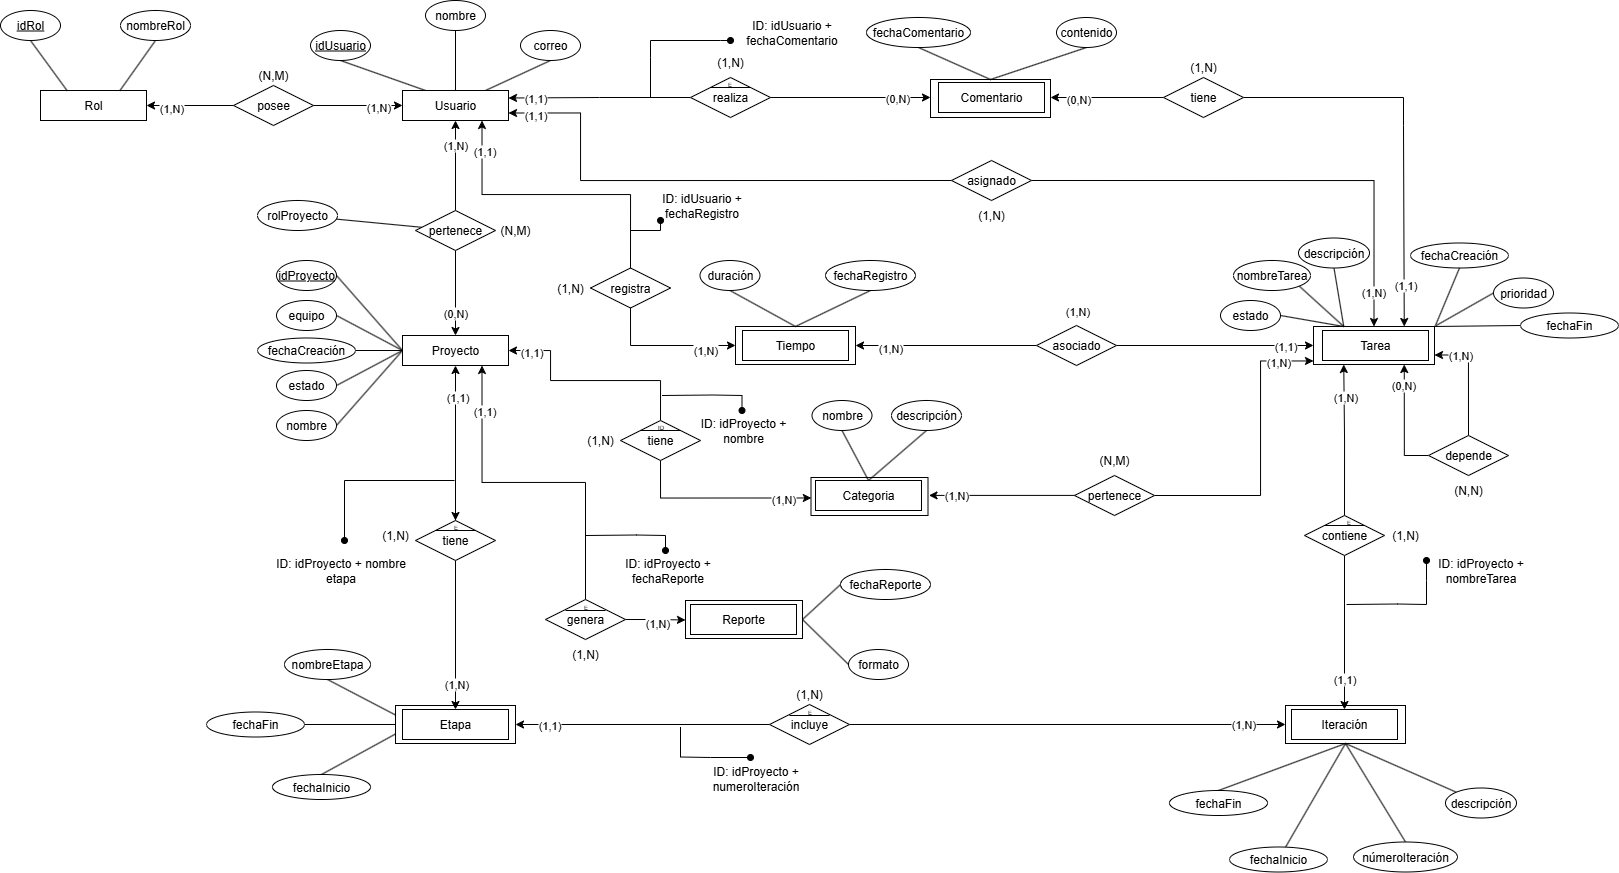 idRol
nombreRol
nombre
idUsuario
correo
ID: idUsuario +
fechaComentario
fechaComentario
contenido
(N,M)
(1,N)
(1,N)
Rol
(1,N)
posee
(1,N)
Usuario
(1,1)
(1,1)
E
realiza
(0,N)
Comentario
(0,N)
tiene
(1,N)
(1,1)
asignado
(1,N)
ID: idUsuario +
fechaRegistro
rolProyecto
pertenece
(N,M)
idProyecto
equipo
fechaCreación
estado
nombre
(0,N)
Proyecto
(1,1)
(1,N)
registra
duración
fechaRegistro
(1,N)
Tiempo
(1,N)
(1,N)
asociado
(1,1)
(1,N)
descripción
nombreTarea
estado
fechaCreación
prioridad
fechaFin
(1,N)
(1,1)
Tarea
(1,N)
(1,N)
(0,N)
depende
(N,N)
(1,1)
(1,1)
(1,N)
ID
tiene
ID: idProyecto +
nombre
nombre
descripción
(1,N)
Categoria
(1,N)
(N,M)
pertenece
(1,N)
E
tiene
ID: idProyecto + nombre
etapa
ID: idProyecto +
fechaReporte
E
contiene
(1,N)
ID: idProyecto +
nombreTarea
E
genera
(1,N)
(1,N)
Reporte
fechaReporte
formato
nombreEtapa
fechaFin
fechaInicio
(1,N)
Etapa
(1,1)
(1,N)
E
incluye
ID: idProyecto +
numeroIteración
(1,N)
(1,1)
Iteración
fechaFin
fechaInicio
númeroIteración
descripción